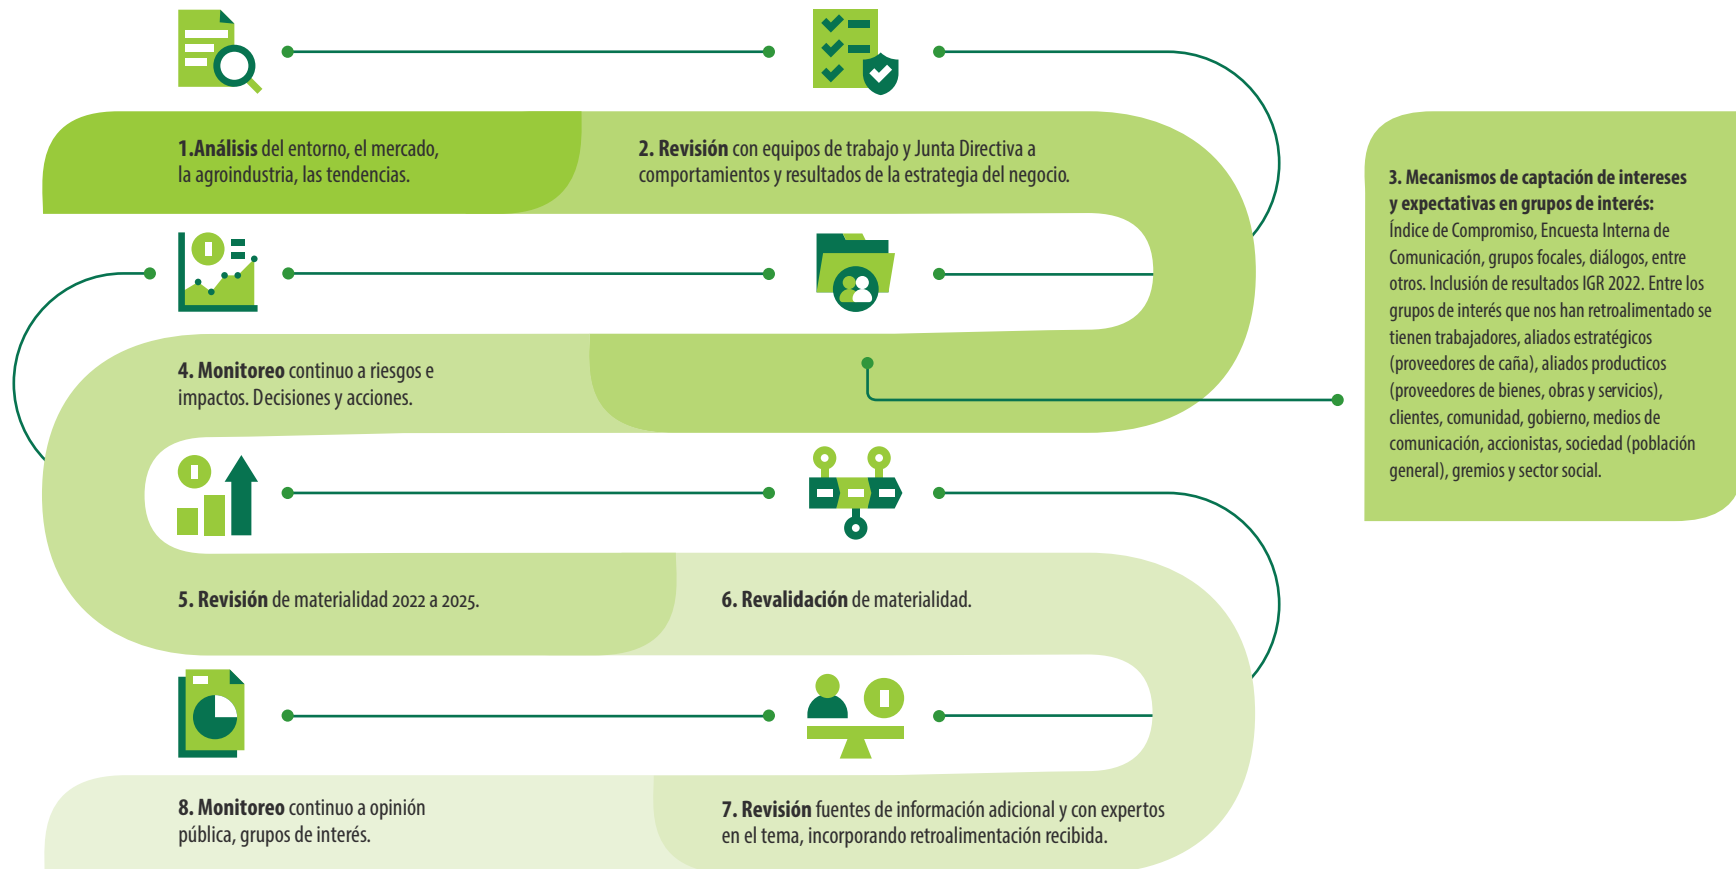 1.Análisis del entorno, el mercado,
la agroindustria, las tendencias.
2. Revisión con equipos de trabajo y Junta Directiva a
comportamientos y resultados de la estrategia del negocio.
3. Mecanismos de captación de intereses
y expectativas en grupos de interés:
Índice de Compromiso, Encuesta Interna de
Comunicación, grupos focales, diálogos, entre
otros. Inclusión de resultados IGR 2022. Entre los
grupos de interés que nos han retroalimentado se
tienen trabajadores, aliados estratégicos
(proveedores de caña), aliados producticos
(proveedores de bienes, obras y servicios),
clientes, comunidad, gobierno, medios de
comunicación, accionistas, sociedad (población
general), gremios y sector social.
4. Monitoreo continuo a riesgos e
impactos. Decisiones y acciones.
5. Revisión de materialidad 2022 a 2025.
6. Revalidación de materialidad.
7. Revisión fuentes de información adicional y con expertos
en el tema, incorporando retroalimentación recibida.
8. Monitoreo continuo a opinión
pública, grupos de interés.